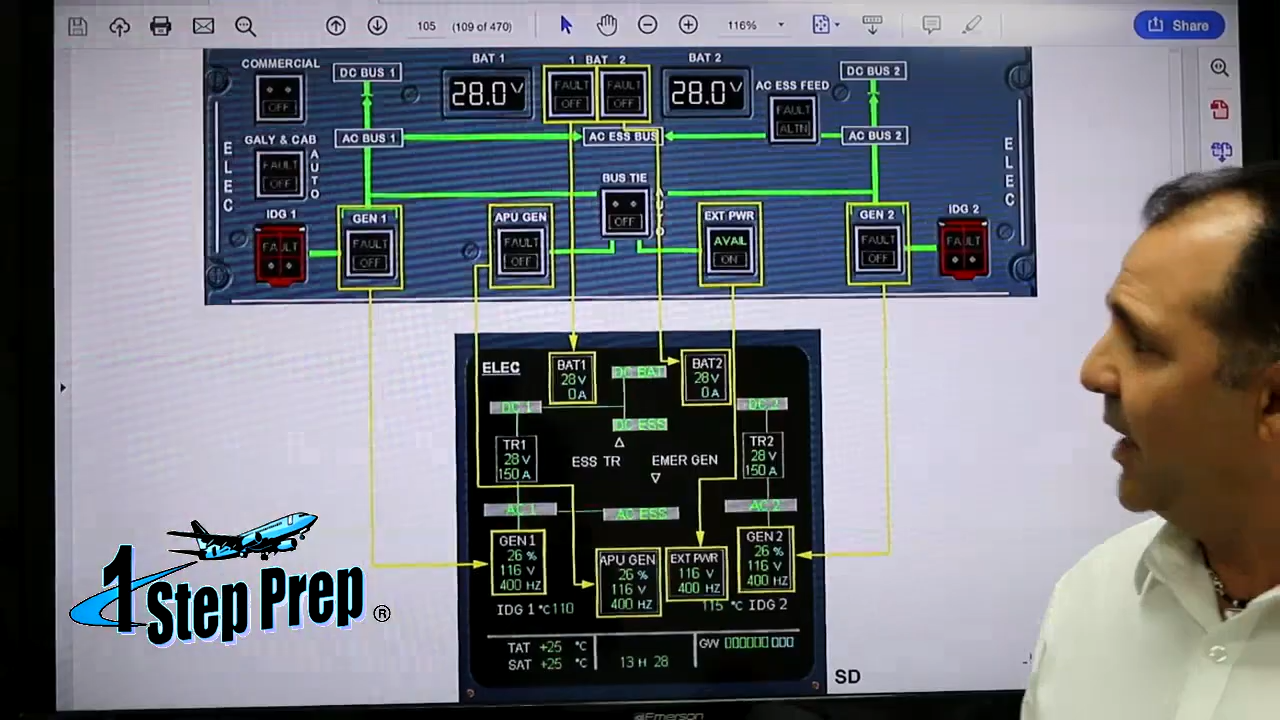 105 (109 of 470) 116% Share
COMMERCIAL
OFF
DC BUS 1
BAT 1
28.0 V
1 BAT 2
FAULT
OFF
FAULT
OFF
BAT 2
28.0 V
AC ESS FEED
FAULT
ALTN
DC BUS 2
GALY & CAB
FAULT
OFF
AUTO
AC BUS 1
AC ESS BUS
AC BUS 2
ELEC
ELEC
BUS TIE
OFF
AUTO
IDG 1
FAULT
GEN 1
FAULT
OFF
APU GEN
FAULT
OFF
EXT PWR
AVAIL
ON
GEN 2
FAULT
OFF
IDG 2
FAULT
ELEC
BAT1
28 V
0 A
DC BAT
BAT2
28 V
0 A
DC 1
DC ESS
DC 2
TR1
28 V
150 A
ESS TR
EMER GEN
TR2
28 V
150 A
AC 1
AC ESS
AC 2
GEN 1
26 %
116 V
400 HZ
APU GEN
26 %
116 V
400 HZ
EXT PWR
116 V
400 HZ
GEN 2
26 %
116 V
400 HZ
IDG 1 °C 110
115 °C IDG 2
TAT +25 °C
SAT +25 °C
13 H 28
GW
SD
1 Step Prep ®
Emerson